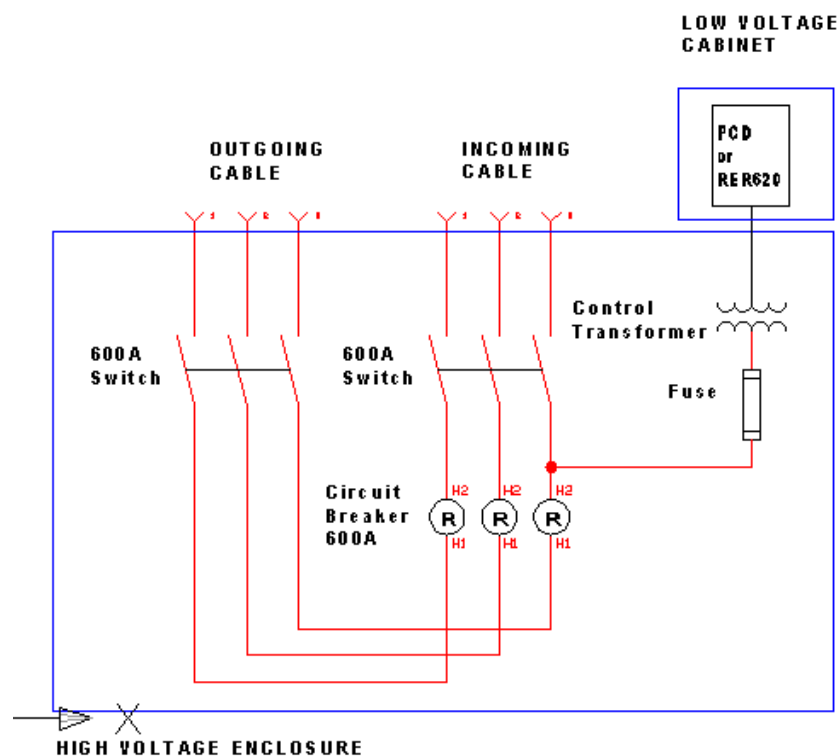 LOW VOLTAGE
CABINET
PCD
or
RER620
OUTGOING
CABLE
INCOMING
CABLE
600A
Switch
600A
Switch
Control
Transformer
Fuse
Circuit
Breaker
600A
H2
H2
H2
R
R
R
H1
H1
H1
HIGH VOLTAGE ENCLOSURE